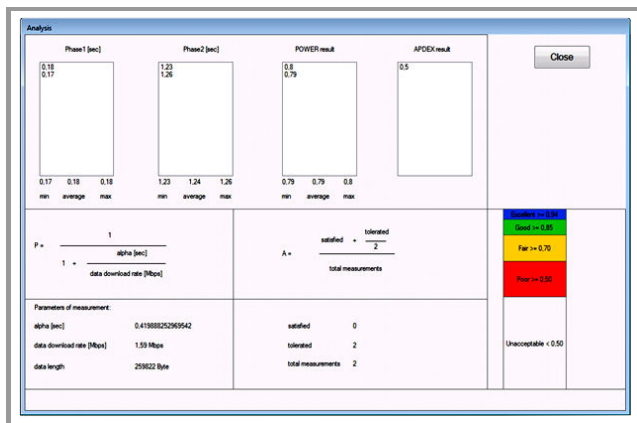 Analysis
Phase1 [sec] Phase2 [sec] POWER result APDEX result
Close
0,18 1,23 0,8 0,5
0,17 1,26 0,79
0,17 0,18 0,18 1,23 1,24 1,26 0,79 0,79 0,8
min average max min average max min average max
Excellent >= 0,94
Good >= 0,85
Fair >= 0,70
Poor >= 0,50
Unacceptable < 0,50
1
P =
alpha [sec]
1 +
data download rate [Mbps]
tolerated
satisfied +
2
A =
total measurements
Parameters of measurement:
alpha [sec] 0,419888252969542
data download rate [Mbps] 1,59 Mbps
data length 259822 Byte
satisfied 0
tolerated 2
total measurements 2